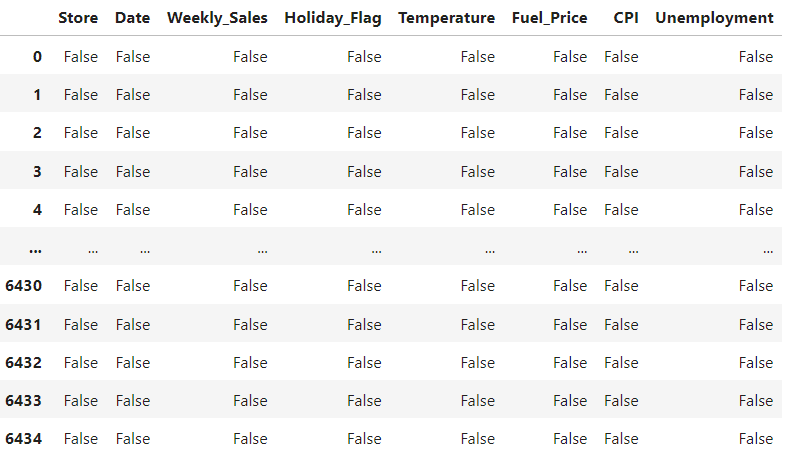 Store Date Weekly_Sales Holiday_Flag Temperature Fuel_Price CPI Unemployment
0 False False False False False False False False
1 False False False False False False False False
2 False False False False False False False False
3 False False False False False False False False
4 False False False False False False False False
... ... ... ... ... ... ... ... ...
6430 False False False False False False False False
6431 False False False False False False False False
6432 False False False False False False False False
6433 False False False False False False False False
6434 False False False False False False False False